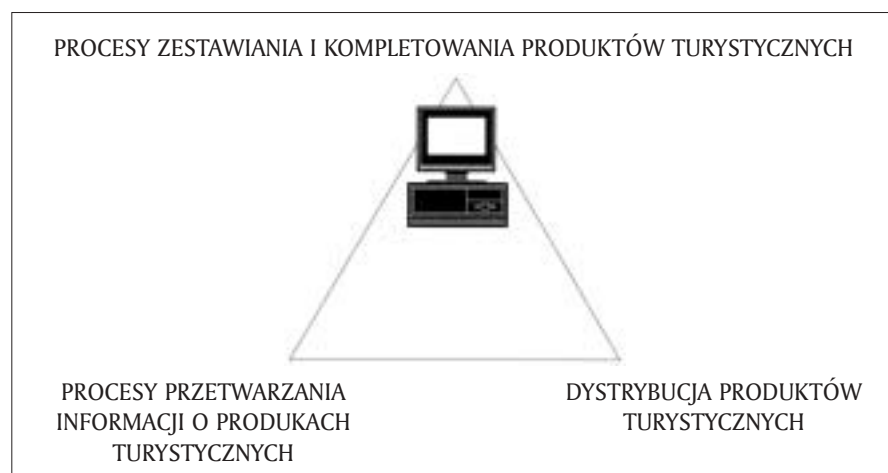 PROCESY ZESTAWIANIA I KOMPLETOWANIA PRODUKTÓW TURYSTYCZNYCH
PROCESY PRZETWARZANIA
INFORMACJI O PRODUKACH
TURYSTYCZNYCH
DYSTRYBUCJA PRODUKTÓW
TURYSTYCZNYCH